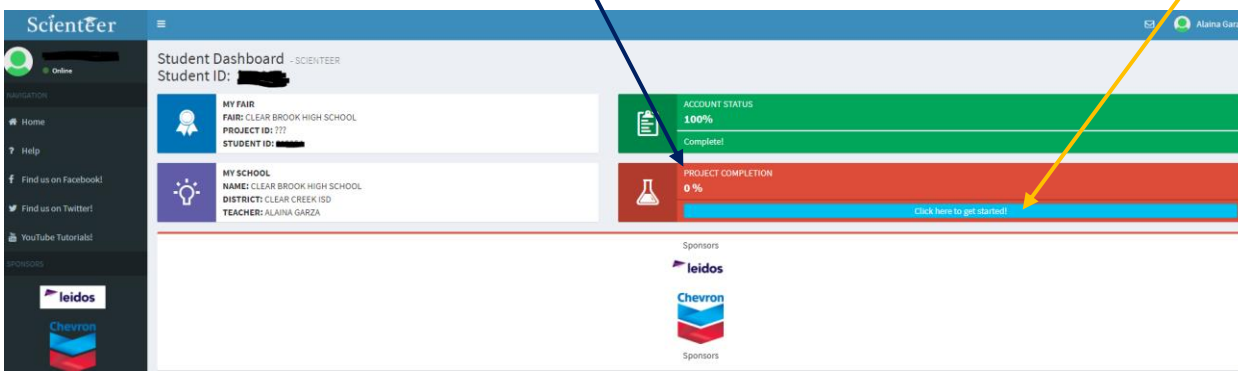 Scienteer
Alaina Gar
Online
NAVIGATION
Home
? Help
Find us on Facebook!
Find us on Twitter!
YouTube Tutorials!
SPONSORS
leidos
Chevron
Student Dashboard - SCIENTEER
Student ID:
MY FAIR
FAIR: CLEAR BROOK HIGH SCHOOL
PROJECT ID: ???
STUDENT ID:
ACCOUNT STATUS
100%
Complete!
MY SCHOOL
NAME: CLEAR BROOK HIGH SCHOOL
DISTRICT: CLEAR CREEK ISD
TEACHER: ALAINA GARZA
PROJECT COMPLETION
0 %
Click here to get started!
Sponsors
leidos
Chevron
Sponsors